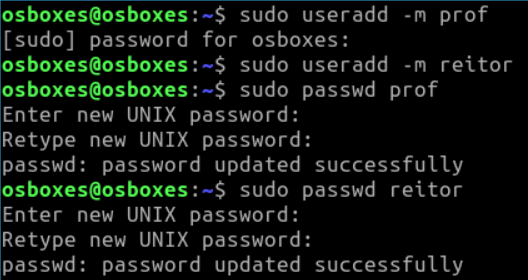 osboxes@osboxes:~$ sudo useradd -m prof
[sudo] password for osboxes:
osboxes@osboxes:~$ sudo useradd -m reitor
osboxes@osboxes:~$ sudo passwd prof
Enter new UNIX password:
Retype new UNIX password:
passwd: password updated successfully
osboxes@osboxes:~$ sudo passwd reitor
Enter new UNIX password:
Retype new UNIX password:
passwd: password updated successfully